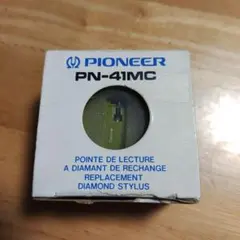 PIONEER
PN-41MC
POINTE DE LECTURE
A DIAMANT DE RECHANGE
REPLACEMENT
DIAMOND STYLUS